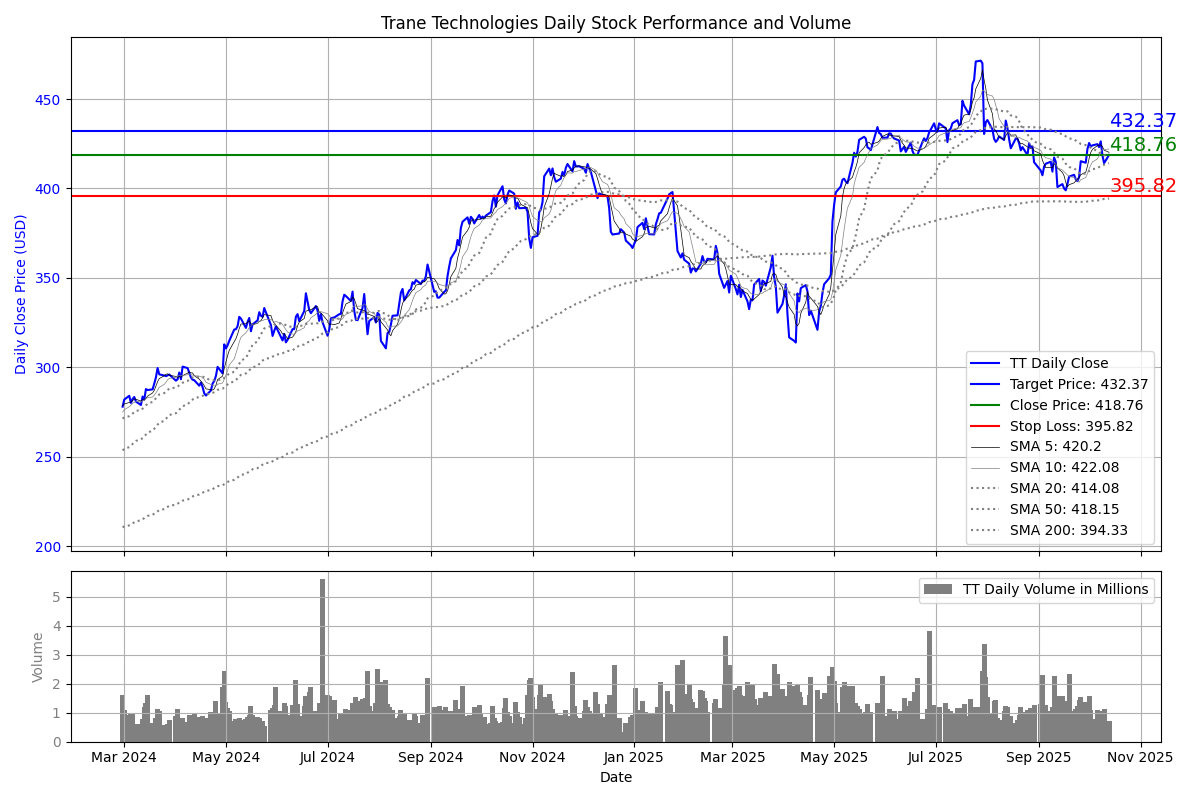 Trane Technologies Daily Stock Performance and Volume
Daily Close Price (USD)
450
400
350
300
250
200
432.37
418.76
395.82
TT Daily Close
Target Price: 432.37
Close Price: 418.76
Stop Loss: 395.82
SMA 5: 420.2
SMA 10: 422.08
SMA 20: 414.08
SMA 50: 418.15
SMA 200: 394.33
Volume
5
4
3
2
1
0
TT Daily Volume in Millions
Mar 2024 May 2024 Jul 2024 Sep 2024 Nov 2024 Jan 2025 Mar 2025 May 2025 Jul 2025 Sep 2025 Nov 2025
Date